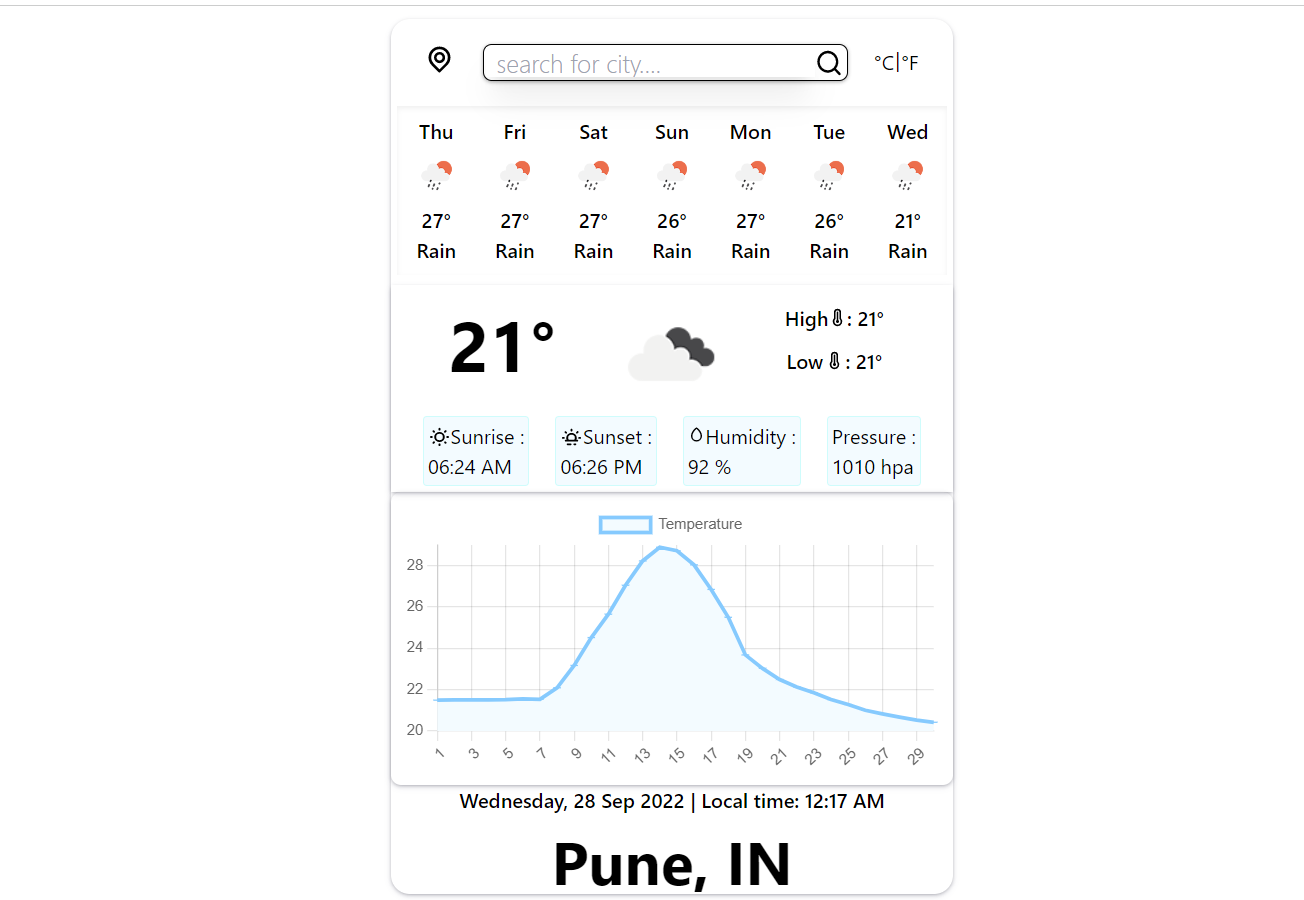 search for city.... °C|°F
Thu Fri Sat Sun Mon Tue Wed
27° 27° 27° 26° 27° 26° 21°
Rain Rain Rain Rain Rain Rain Rain
21°
High : 21°
Low : 21°
Sunrise : Sunset : Humidity : Pressure :
06:24 AM 06:26 PM 92 % 1010 hpa
Temperature
28
26
24
22
20
1 3 5 7 9 11 13 15 17 19 21 23 25 27 29
Wednesday, 28 Sep 2022 | Local time: 12:17 AM
Pune, IN